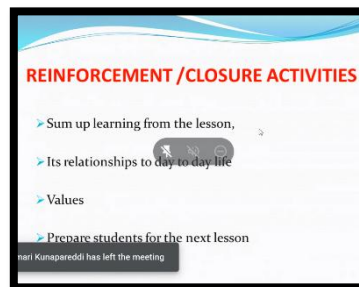 REINFORCEMENT /CLOSURE ACTIVITIES
➢Sum up learning from the lesson,
➢Its relationships to day to day life
➢Values
➢Prepare students for the next lesson
mari Kunapareddi has left the meeting